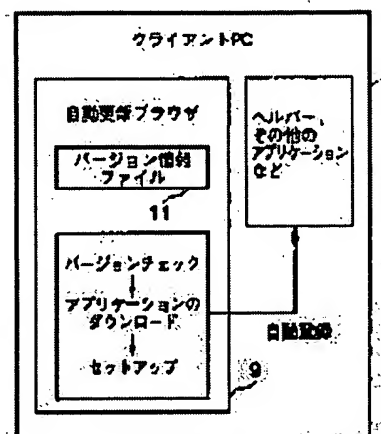 クライアントPC
自動更新ブラウザ
バージョン情報
ファイル
11
バージョンチェック
アプリケーションの
ダウンロード
セットアップ
ヘルパー、
その他の
アプリケーション
など
自動登録
9